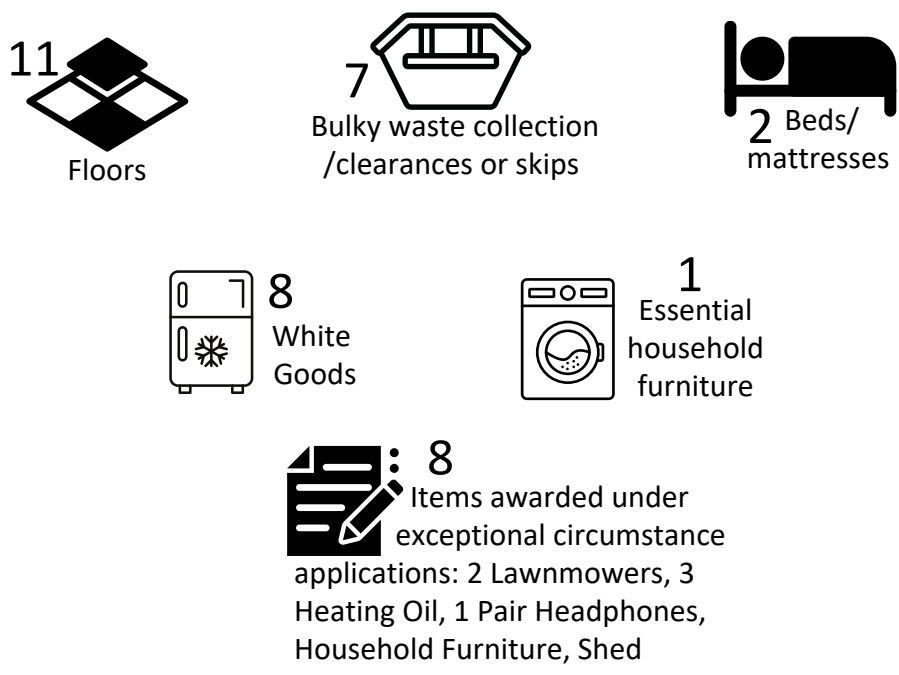 11
Floors
7
Bulky waste collection
/clearances or skips
2 Beds/
mattresses
8
White
Goods
1
Essential
household
furniture
8
Items awarded under
exceptional circumstance
applications: 2 Lawnmowers, 3
Heating Oil, 1 Pair Headphones,
Household Furniture, Shed